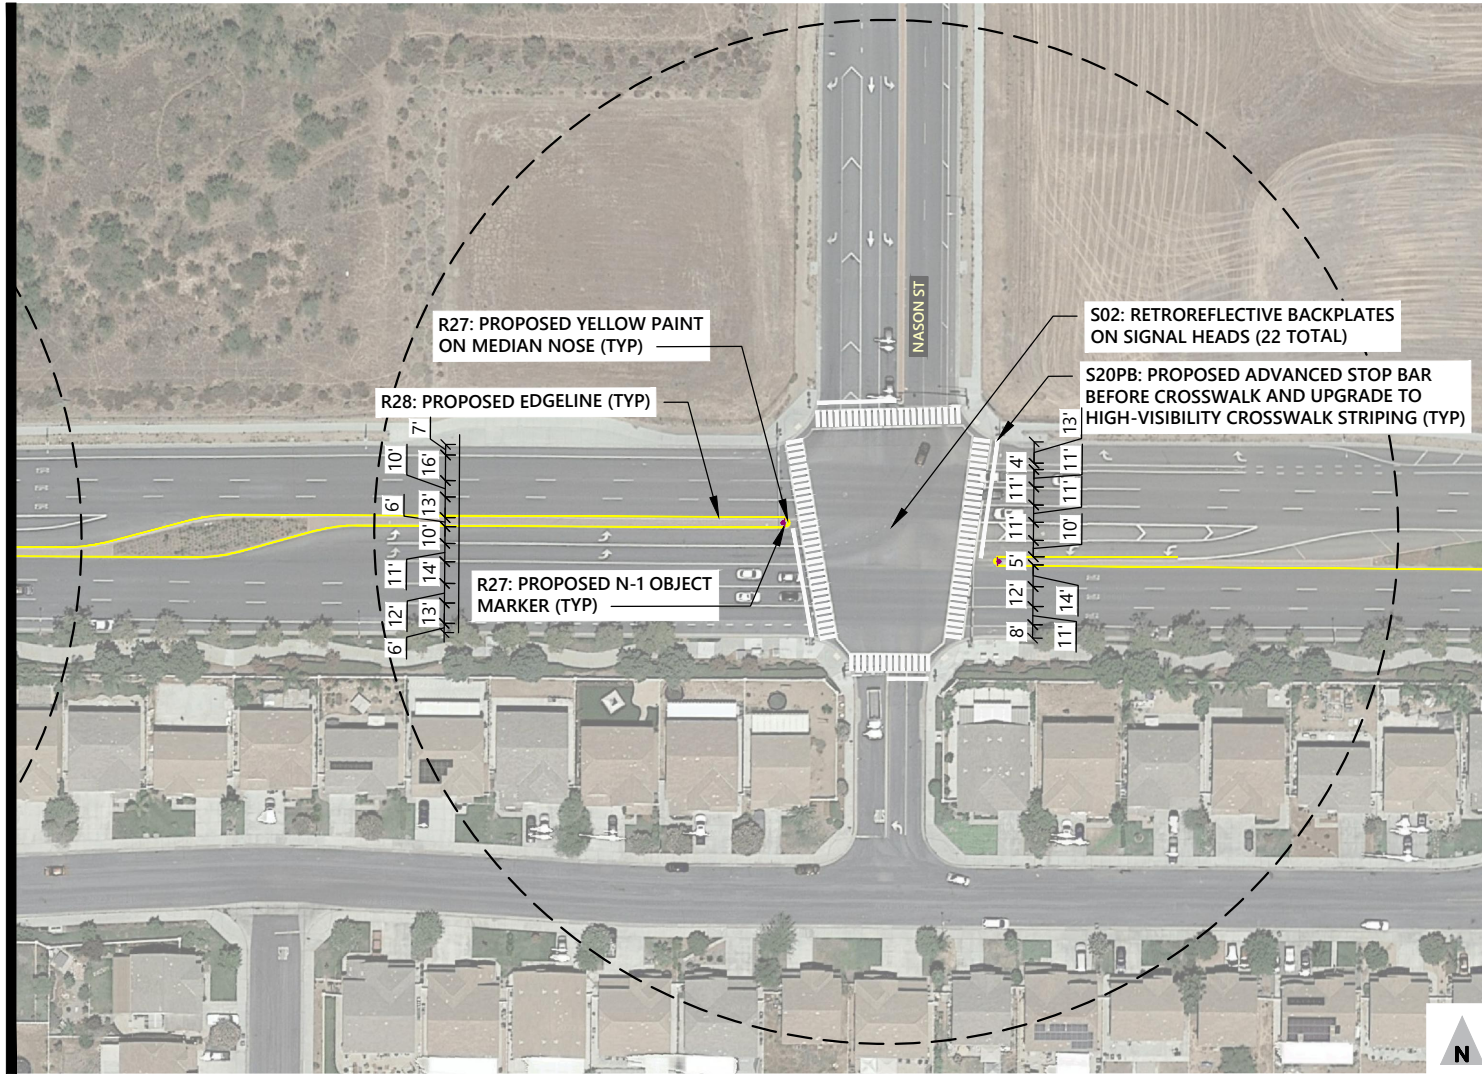 NASON ST
R27: PROPOSED YELLOW PAINT
ON MEDIAN NOSE (TYP)
S02: RETROREFLECTIVE BACKPLATES
ON SIGNAL HEADS (22 TOTAL)
R28: PROPOSED EDGELINE (TYP)
S20PB: PROPOSED ADVANCED STOP BAR
BEFORE CROSSWALK AND UPGRADE TO
HIGH-VISIBILITY CROSSWALK STRIPING (TYP)
R27: PROPOSED N-1 OBJECT
MARKER (TYP)
7'
10'
16'
6'
13'
10'
11'
14'
12'
13'
6'
13'
4'
11'
11'
11'
11'
10'
5'
12'
14'
8'
11'
N